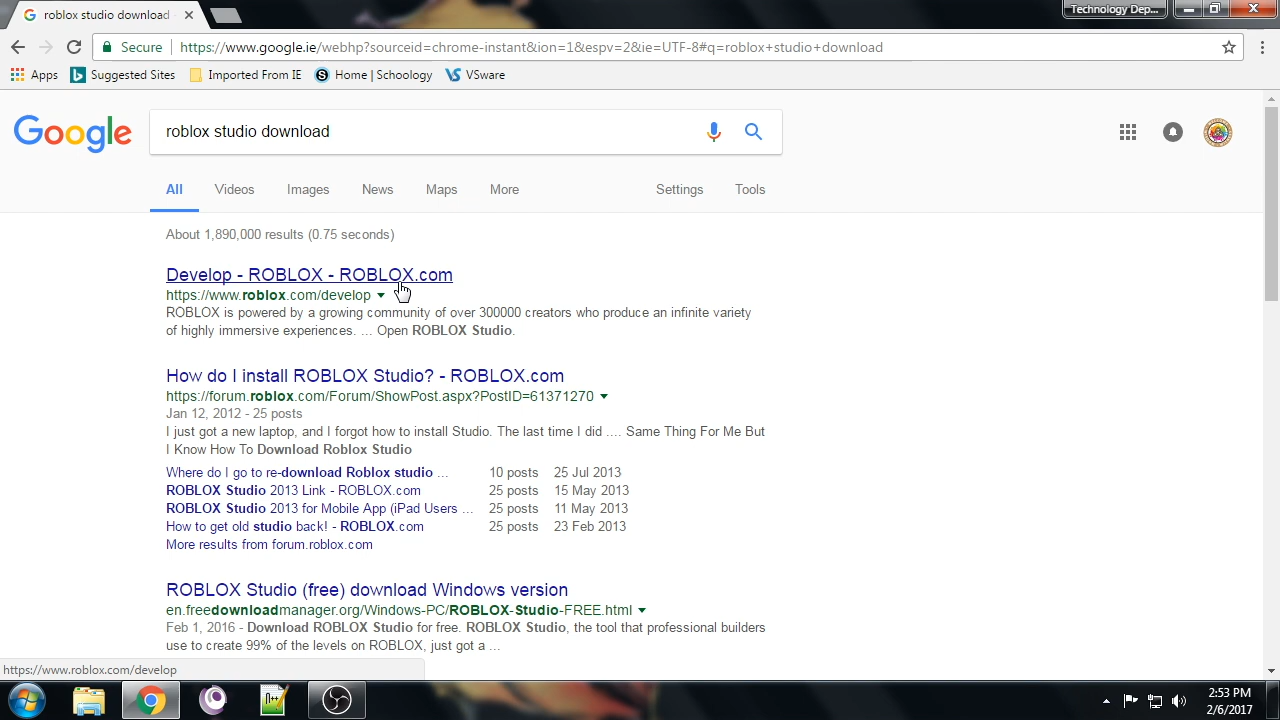 roblox studio download
Technology Dep...
Secure
https://www.google.ie/webhp?sourceid=chrome-instant&ion=1&espv=2&ie=UTF-8#q=roblox+studio+download
Apps
Suggested Sites
Imported From IE
Home | Schoology
VSware
Google
roblox studio download
All
Videos
Images
News
Maps
More
Settings
Tools
About 1,890,000 results (0.75 seconds)
Develop - ROBLOX - ROBLOX.com
https://www.roblox.com/develop
ROBLOX is powered by a growing community of over 300000 creators who produce an infinite variety
of highly immersive experiences. ... Open ROBLOX Studio.
How do I install ROBLOX Studio? - ROBLOX.com
https://forum.roblox.com/Forum/ShowPost.aspx?PostID=61371270
Jan 12, 2012 - 25 posts
I just got a new laptop, and I forgot how to install Studio. The last time I did .... Same Thing For Me But
I Know How To Download Roblox Studio
Where do I go to re-download Roblox studio ... 10 posts 25 Jul 2013
ROBLOX Studio 2013 Link - ROBLOX.com 25 posts 15 May 2013
ROBLOX Studio 2013 for Mobile App (iPad Users ... 25 posts 11 May 2013
How to get old studio back! - ROBLOX.com 25 posts 23 Feb 2013
More results from forum.roblox.com
ROBLOX Studio (free) download Windows version
en.freedownloadmanager.org/Windows-PC/ROBLOX-Studio-FREE.html
Feb 1, 2016 - Download ROBLOX Studio for free. ROBLOX Studio, the tool that professional builders
use to create 99% of the levels on ROBLOX, just got a ...
https://www.roblox.com/develop
2:53 PM
2/6/2017